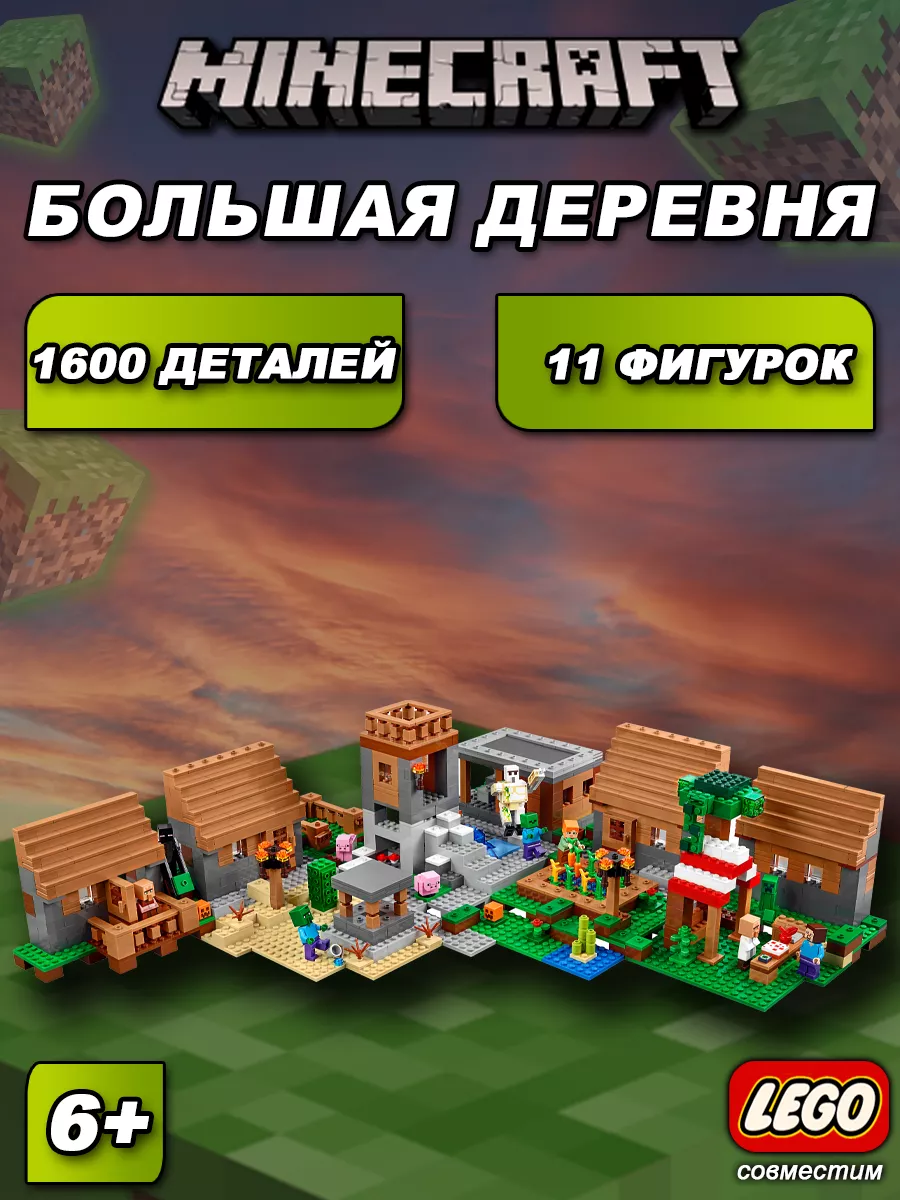 MINECRAFT
БОЛЬШАЯ ДЕРЕВНЯ
1600 ДЕТАЛЕЙ
11 ФИГУРОК
6+
LEGO
совместим